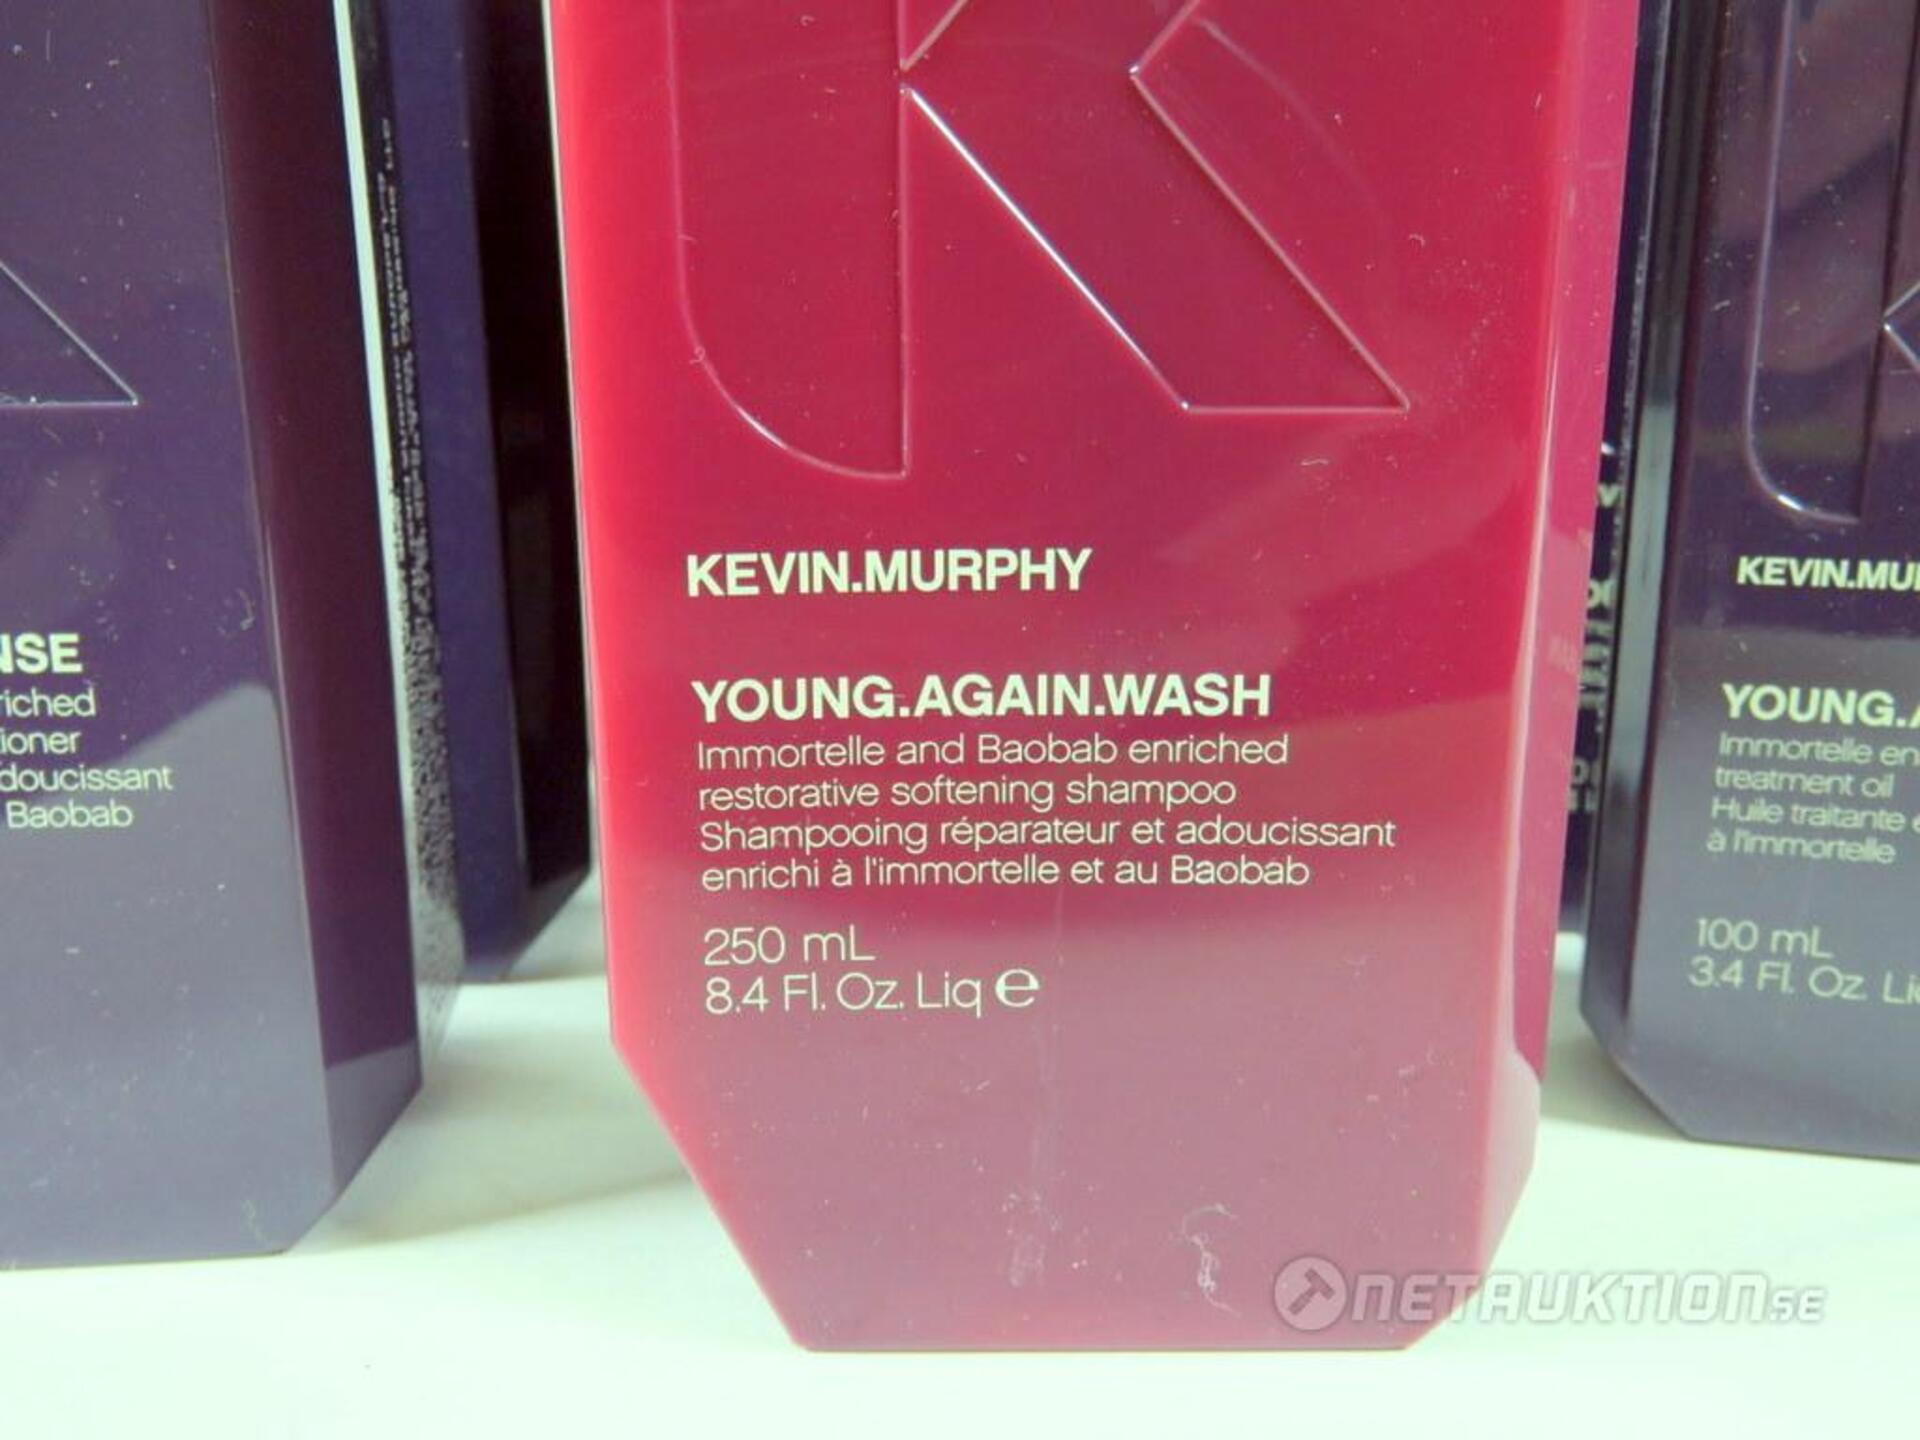 NSE
riched
ioner
doucissant
Baobab
KEVIN.MURPHY
YOUNG.AGAIN.WASH
Immortelle and Baobab enriched
restorative softening shampoo
Shampooing réparateur et adoucissant
enrichi à l'immortelle et au Baobab
250 mL
8.4 Fl. Oz. Liq e
KEVIN.MU
YOUNG.
Immortelle en
treatment oil
Huile traitante
à l'immortelle
100 mL
3.4 Fl. Oz. Li
NETAUKTION.SE